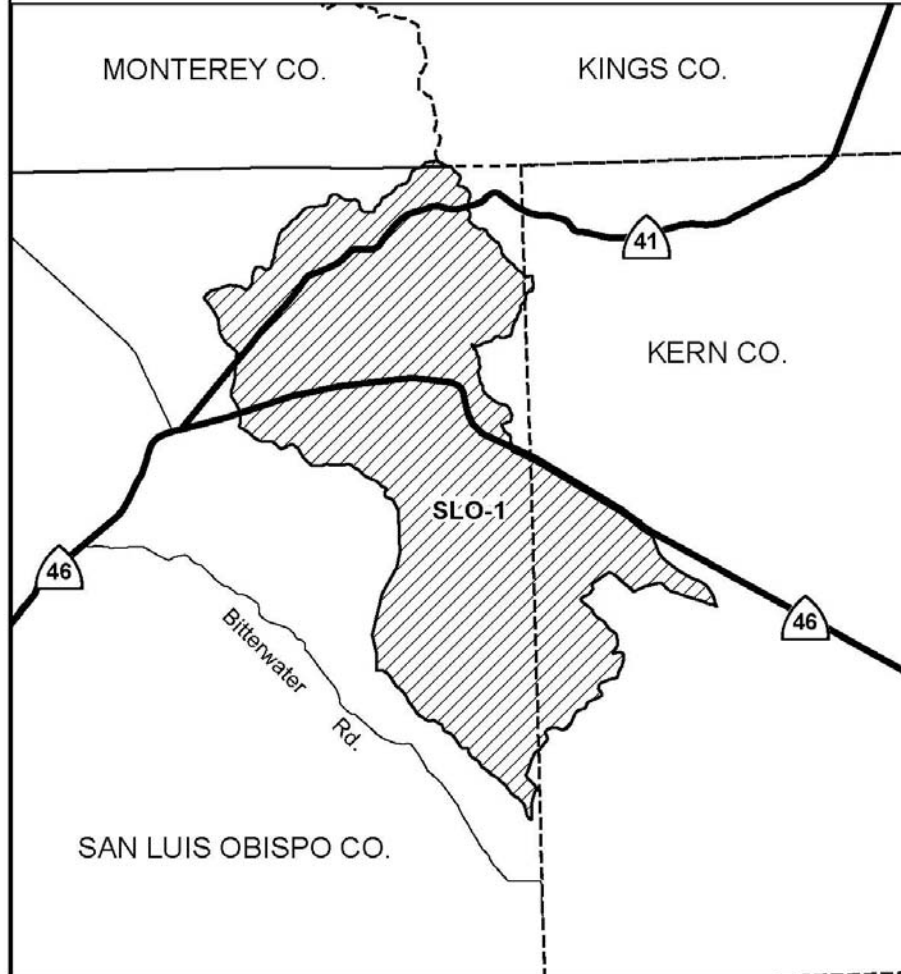 MONTEREY CO.
KINGS CO.
41
KERN CO.
SLO-1
46
46
Bitterwater
Rd.
SAN LUIS OBISPO CO.